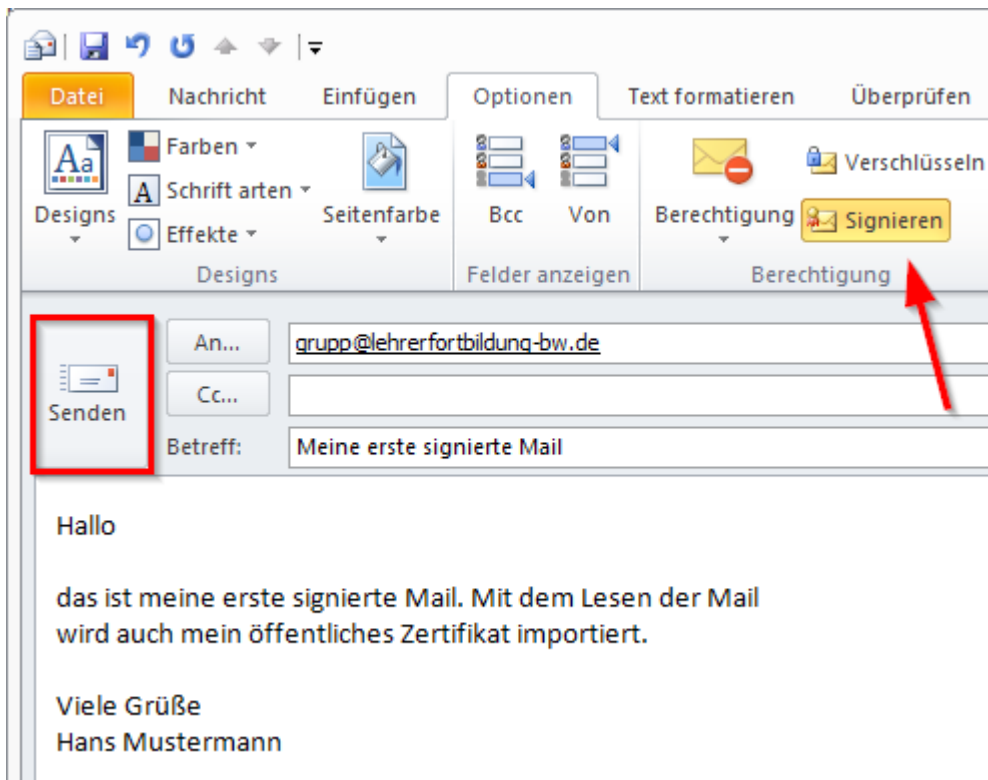 Datei Nachricht Einfügen Optionen Text formatieren Überprüfen
Aa
Designs
Farben
A Schrift arten
Effekte
Seitenfarbe
Bcc Von
Berechtigung
Verschlüsseln
Signieren
Designs Felder anzeigen Berechtigung
Senden
An... grupp@lehrerfortbildung-bw.de
Cc...
Betreff: Meine erste signierte Mail
Hallo
das ist meine erste signierte Mail. Mit dem Lesen der Mail
wird auch mein öffentliches Zertifikat importiert.
Viele Grüße
Hans Mustermann